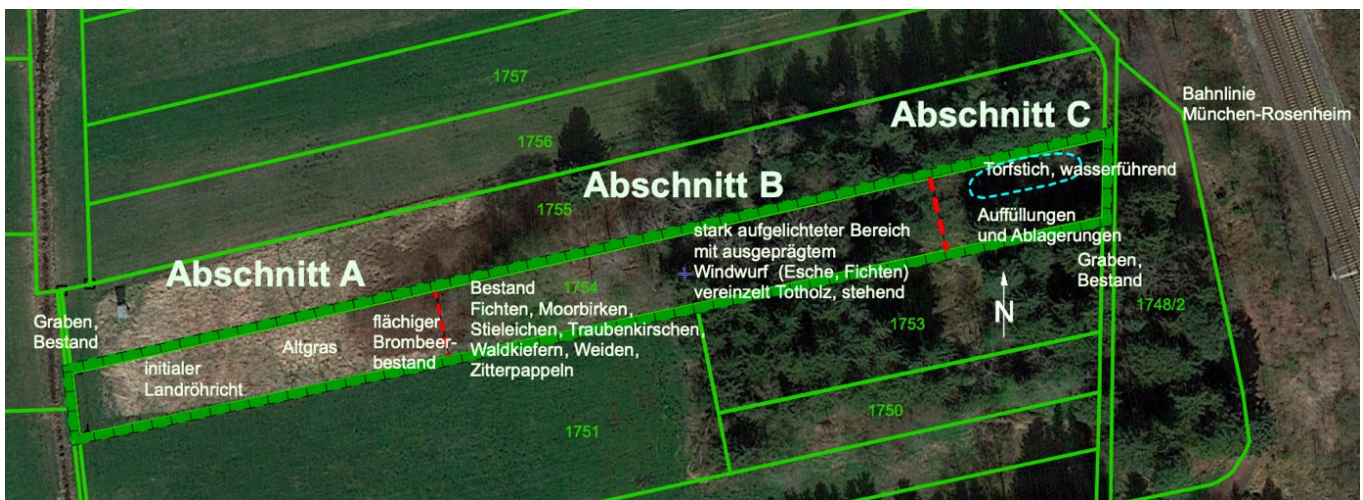 1757
Bahnlinie
München-Rosenheim
Abschnitt C
1756
Torfstich, wasserführend
Abschnitt B
1755
Auffüllungen
und Ablagerungen
stark aufgelichteter Bereich
mit ausgeprägtem
Windwurf (Esche, Fichten)
vereinzelt Totholz, stehend
Graben,
Bestand
Abschnitt A
1754
Bestand
Fichten, Moorbirken,
Stieleichen, Traubenkirschen,
Waldkiefern, Weiden,
Zitterpappeln
N
1748/2
1753
Graben,
Bestand
flächiger
Brombeer-
bestand
Altgras
initialer
Landröhricht
1750
1751